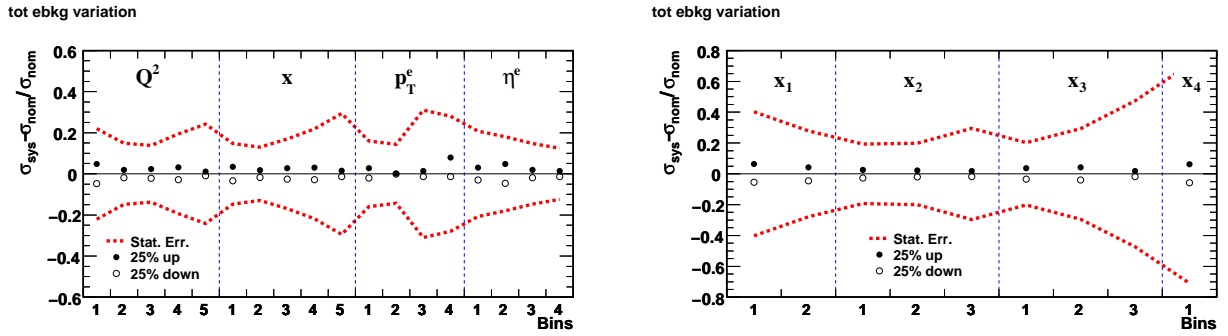 tot ebkg variation
σsys-σnom/σnom
0.6
0.4
0.2
0
−0.2
−0.4
−0.6
Q² x pTᵉ ηᵉ
Stat. Err.
25% up
25% down
1 2 3 4 5 1 2 3 4 5 1 2 3 4 1 2 3 4
Bins
tot ebkg variation
σsys-σnom/σnom
0.8
0.6
0.4
0.2
0
−0.2
−0.4
−0.6
−0.8
x₁ x₂ x₃ x₄
Stat. Err.
25% up
25% down
1 2 1 2 3 1 2 3 1
Bins